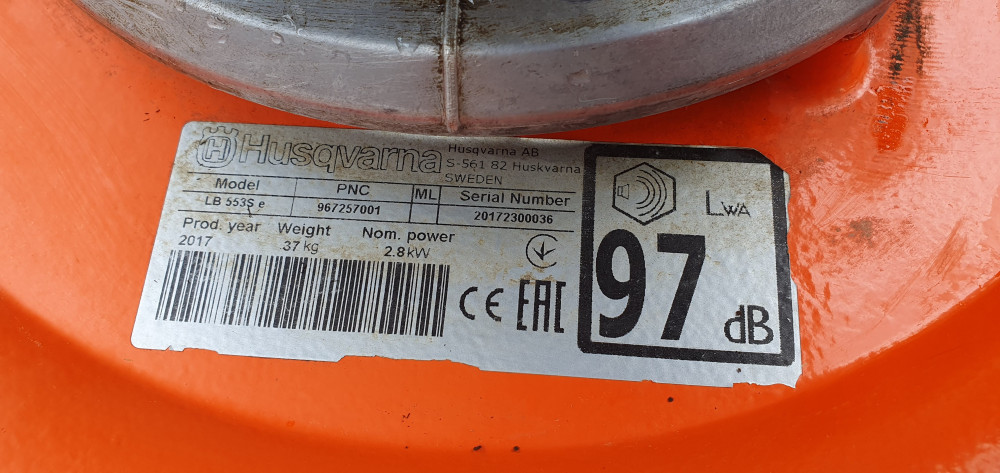 Husqvarna
Husqvarna AB
S-561 82 Huskvarna
SWEDEN
Model PNC ML Serial Number
LB 553S e 967257001 20172300036
Prod. year Weight Nom. power
2017 37 kg 2.8 kW
CE EAC
LWA
97
dB